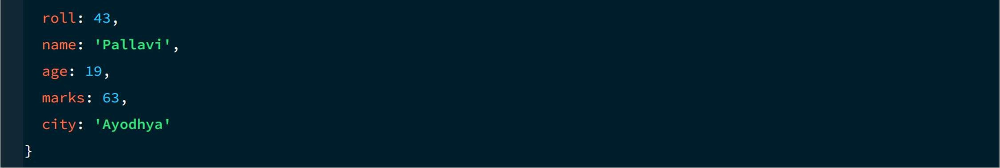 roll: 43,
name: 'Pallavi',
age: 19,
marks: 63,
city: 'Ayodhya'
}